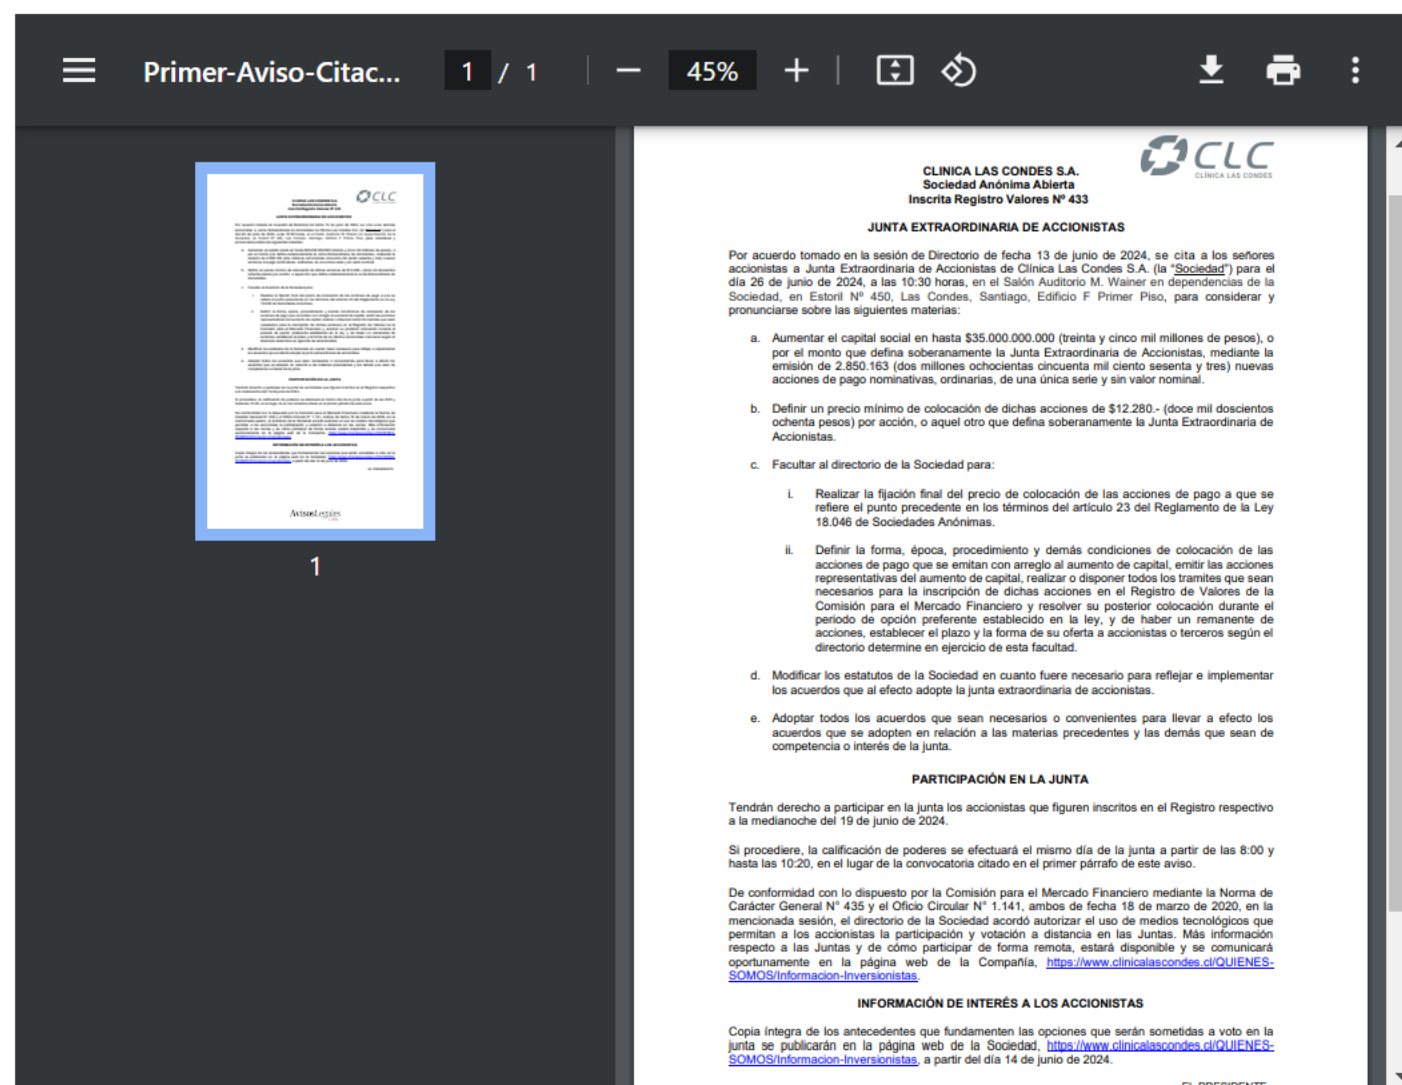 Primer-Aviso-Citac... 1 / 1 45%
CLC
CLÍNICA LAS CONDES
CLINICA LAS CONDES S.A.
Sociedad Anónima Abierta
Inscrita Registro Valores Nº 433
JUNTA EXTRAORDINARIA DE ACCIONISTAS
Por acuerdo tomado en la sesión de Directorio de fecha 13 de junio de 2024, se cita a los señores
accionistas a Junta Extraordinaria de Accionistas de Clínica Las Condes S.A. (la “Sociedad”) para el
día 26 de junio de 2024, a las 10:30 horas, en el Salón Auditorio M. Wainer en dependencias de la
Sociedad, en Estoril Nº 450, Las Condes, Santiago, Edificio F Primer Piso, para considerar y
pronunciarse sobre las siguientes materias:
a. Aumentar el capital social en hasta $35.000.000.000 (treinta y cinco mil millones de pesos), o
por el monto que defina soberanamente la Junta Extraordinaria de Accionistas, mediante la
emisión de 2.850.163 (dos millones ochocientas cincuenta mil ciento sesenta y tres) nuevas
acciones de pago nominativas, ordinarias, de una única serie y sin valor nominal.
b. Definir un precio mínimo de colocación de dichas acciones de $12.280.- (doce mil doscientos
ochenta pesos) por acción, o aquel otro que defina soberanamente la Junta Extraordinaria de
Accionistas.
c. Facultar al directorio de la Sociedad para:
i. Realizar la fijación final del precio de colocación de las acciones de pago a que se
refiere el punto precedente en los términos del artículo 23 del Reglamento de la Ley
18.046 de Sociedades Anónimas.
ii. Definir la forma, época, procedimiento y demás condiciones de colocación de las
acciones de pago que se emitan con arreglo al aumento de capital, emitir las acciones
representativas del aumento de capital, realizar o disponer todos los tramites que sean
necesarios para la inscripción de dichas acciones en el Registro de Valores de la
Comisión para el Mercado Financiero y resolver su posterior colocación durante el
periodo de opción preferente establecido en la ley, y de haber un remanente de
acciones, establecer el plazo y la forma de su oferta a accionistas o terceros según el
directorio determine en ejercicio de esta facultad.
d. Modificar los estatutos de la Sociedad en cuanto fuere necesario para reflejar e implementar
los acuerdos que al efecto adopte la junta extraordinaria de accionistas.
e. Adoptar todos los acuerdos que sean necesarios o convenientes para llevar a efecto los
acuerdos que se adopten en relación a las materias precedentes y las demás que sean de
competencia o interés de la junta.
PARTICIPACIÓN EN LA JUNTA
Tendrán derecho a participar en la junta los accionistas que figuren inscritos en el Registro respectivo
a la medianoche del 19 de junio de 2024.
Si procediere, la calificación de poderes se efectuará el mismo día de la junta a partir de las 8:00 y
hasta las 10:20, en el lugar de la convocatoria citado en el primer párrafo de este aviso.
De conformidad con lo dispuesto por la Comisión para el Mercado Financiero mediante la Norma de
Carácter General N° 435 y el Oficio Circular N° 1.141, ambos de fecha 18 de marzo de 2020, en la
mencionada sesión, el directorio de la Sociedad acordó autorizar el uso de medios tecnológicos que
permitan a los accionistas la participación y votación a distancia en las Juntas. Más información
respecto a las Juntas y de cómo participar de forma remota, estará disponible y se comunicará
oportunamente en la página web de la Compañía, https://www.clinicalascondes.cl/QUIENES-
SOMOS/Informacion-Inversionistas.
INFORMACIÓN DE INTERÉS A LOS ACCIONISTAS
Copia íntegra de los antecedentes que fundamenten las opciones que serán sometidas a voto en la
junta se publicarán en la página web de la Sociedad, https://www.clinicalascondes.cl/QUIENES-
SOMOS/Informacion-Inversionistas, a partir del día 14 de junio de 2024.
EL PRESIDENTE
CLC
AvisosLegales
1